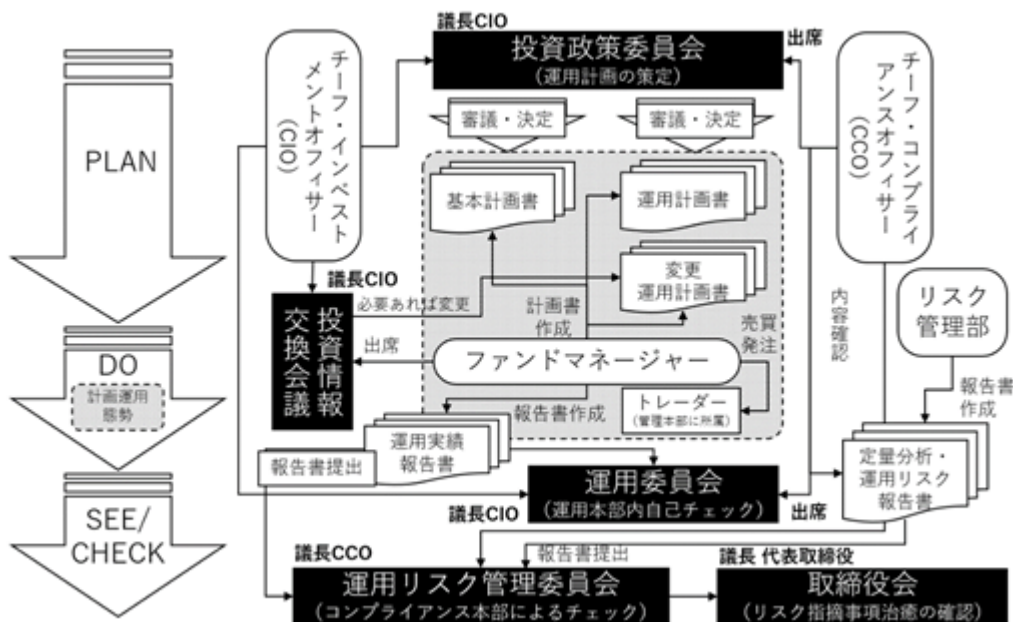 PLAN
DO
計画運用
態勢
SEE/
CHECK
チーフ・インベスト
メントオフィサー
(CIO)
議長CIO
投資政策委員会
(運用計画の策定)
出席
チーフ・コンプライ
アンスオフィサー
(CCO)
審議・決定
審議・決定
基本計画書
運用計画書
変更
運用計画書
議長CIO
投資情報
交換会議
必要あれば変更
計画書
作成
売買
発注
内容確認
リスク
管理部
出席
ファンドマネージャー
トレーダー
(管理本部に所属)
報告書作成
報告書
作成
運用実績
報告書
報告書提出
定量分析・
運用リスク
報告書
運用委員会
(運用本部内自己チェック)
議長CIO
出席
議長CCO
報告書提出
議長 代表取締役
運用リスク管理委員会
(コンプライアンス本部によるチェック)
取締役会
(リスク指摘事項治癒の確認)